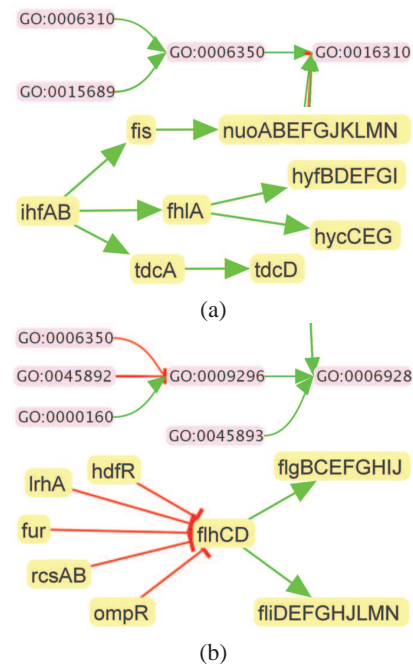 GO:0006310
GO:0006350 GO:0016310
GO:0015689
fis nuoABEFGJKLMN
hyfBDEFGI
ihfAB fhlA
hycCEG
tdcA tdcD
(a)
GO:0006350
GO:0045892 GO:0009296 GO:0006928
GO:0000160
GO:0045893
hdfR flgBCEFGHIJ
lrhA
fur flhCD
rcsAB
ompR fliDEFGHJLMN
(b)